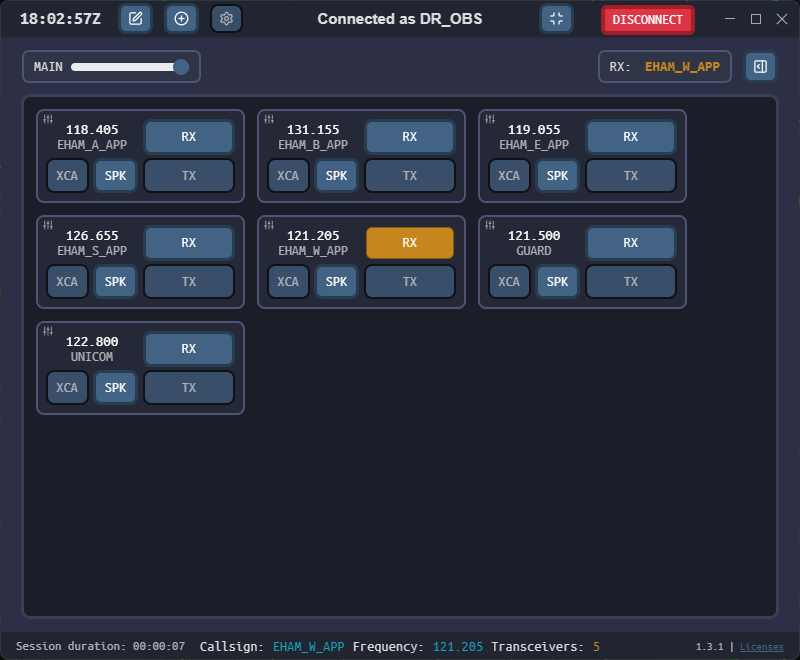 18:02:57Z Connected as DR_OBS DISCONNECT
MAIN RX: EHAM_W_APP
118.405 RX 131.155 RX 119.055 RX
EHAM_A_APP EHAM_B_APP EHAM_E_APP
XCA SPK TX XCA SPK TX XCA SPK TX
126.655 RX 121.205 RX 121.500 RX
EHAM_S_APP EHAM_W_APP GUARD
XCA SPK TX XCA SPK TX XCA SPK TX
122.800 RX
UNICOM
XCA SPK TX
Session duration: 00:00:07 Callsign: EHAM_W_APP Frequency: 121.205 Transceivers: 5 1.3.1 | Licenses